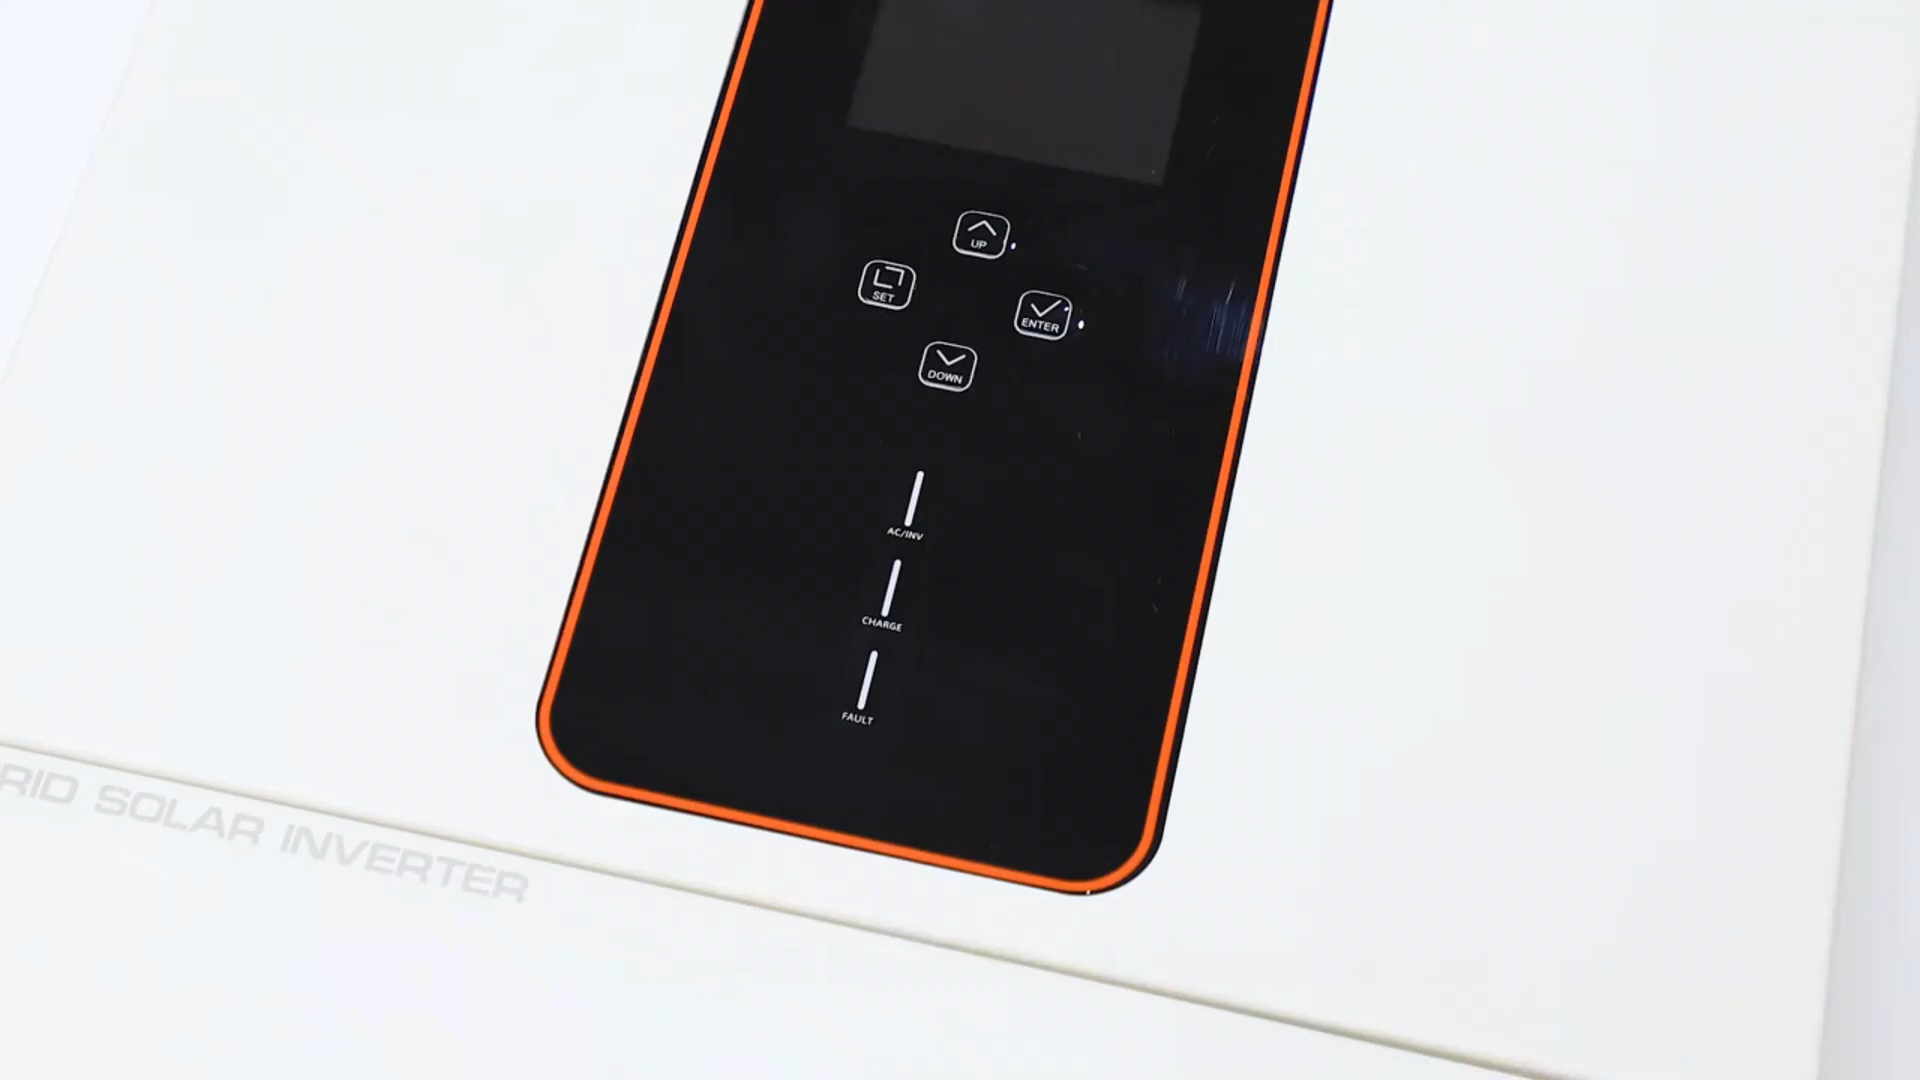 UP
SET
ENTER
DOWN
AC/INV
CHARGE
FAULT
RID SOLAR INVERTER